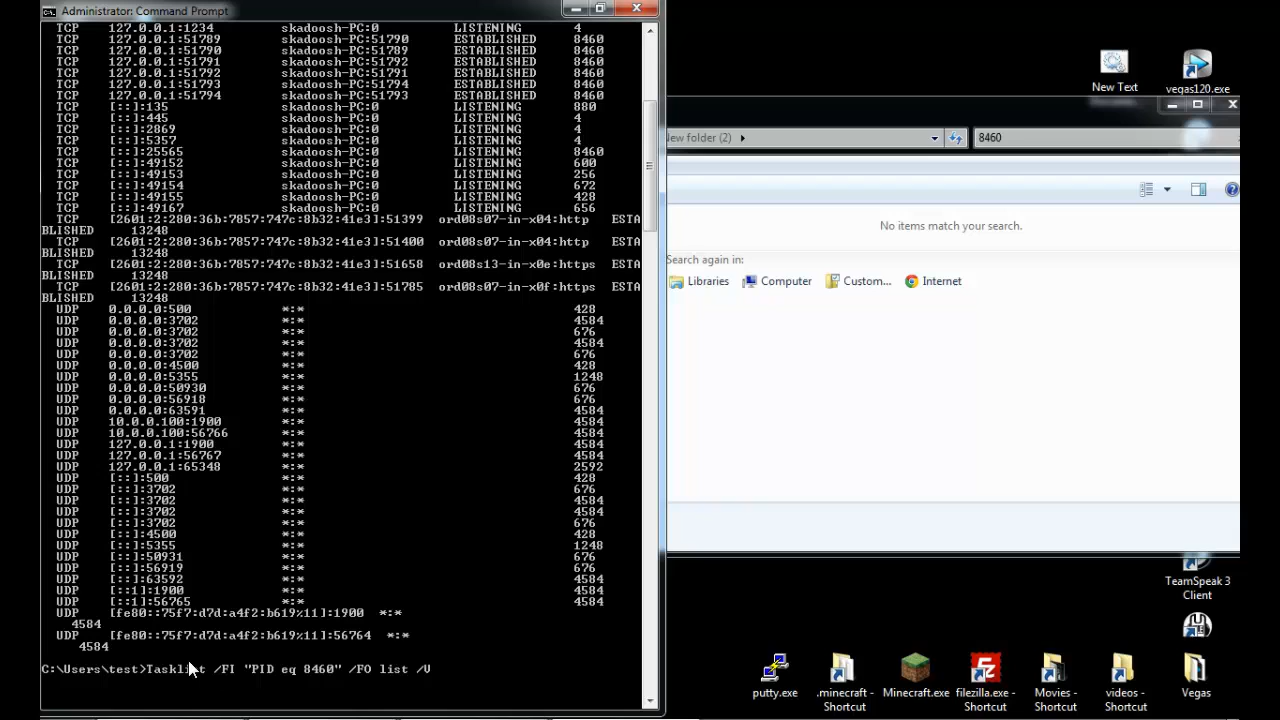 Administrator: Command Prompt
TCP 127.0.0.1:1234 skadoosh-PC:0 LISTENING 4
TCP 127.0.0.1:51789 skadoosh-PC:51790 ESTABLISHED 8460
TCP 127.0.0.1:51790 skadoosh-PC:51789 ESTABLISHED 8460
TCP 127.0.0.1:51791 skadoosh-PC:51792 ESTABLISHED 8460
TCP 127.0.0.1:51792 skadoosh-PC:51791 ESTABLISHED 8460
TCP 127.0.0.1:51793 skadoosh-PC:51794 ESTABLISHED 8460
TCP 127.0.0.1:51794 skadoosh-PC:51793 ESTABLISHED 8460
TCP [::]:135 skadoosh-PC:0 LISTENING 880
TCP [::]:445 skadoosh-PC:0 LISTENING 4
TCP [::]:2869 skadoosh-PC:0 LISTENING 4
TCP [::]:5357 skadoosh-PC:0 LISTENING 4
TCP [::]:25565 skadoosh-PC:0 LISTENING 8460
TCP [::]:49152 skadoosh-PC:0 LISTENING 600
TCP [::]:49153 skadoosh-PC:0 LISTENING 256
TCP [::]:49154 skadoosh-PC:0 LISTENING 672
TCP [::]:49155 skadoosh-PC:0 LISTENING 428
TCP [::]:49167 skadoosh-PC:0 LISTENING 656
TCP [2601:2:280:36b:7857:747c:8b32:41e3]:51399 ord08s07-in-x04:http ESTA
BLISHED 13248
TCP [2601:2:280:36b:7857:747c:8b32:41e3]:51400 ord08s07-in-x04:http ESTA
BLISHED 13248
TCP [2601:2:280:36b:7857:747c:8b32:41e3]:51658 ord08s13-in-x0e:https ESTA
BLISHED 13248
TCP [2601:2:280:36b:7857:747c:8b32:41e3]:51785 ord08s07-in-x0f:https ESTA
BLISHED 13248
UDP 0.0.0.0:500 *:* 428
UDP 0.0.0.0:3702 *:* 4584
UDP 0.0.0.0:3702 *:* 676
UDP 0.0.0.0:3702 *:* 4584
UDP 0.0.0.0:3702 *:* 676
UDP 0.0.0.0:4500 *:* 428
UDP 0.0.0.0:5355 *:* 1248
UDP 0.0.0.0:50930 *:* 676
UDP 0.0.0.0:56918 *:* 676
UDP 0.0.0.0:63591 *:* 4584
UDP 10.0.0.100:1900 *:* 4584
UDP 10.0.0.100:56766 *:* 4584
UDP 127.0.0.1:1900 *:* 4584
UDP 127.0.0.1:56767 *:* 4584
UDP 127.0.0.1:65348 *:* 2592
UDP [::]:500 *:* 428
UDP [::]:3702 *:* 676
UDP [::]:3702 *:* 4584
UDP [::]:3702 *:* 4584
UDP [::]:3702 *:* 676
UDP [::]:4500 *:* 428
UDP [::]:5355 *:* 1248
UDP [::]:50931 *:* 676
UDP [::]:56919 *:* 676
UDP [::]:63592 *:* 4584
UDP [::1]:1900 *:* 4584
UDP [::1]:56765 *:* 4584
UDP [fe80::75f7:d7d:a4f2:b619%11]:1900 *:*
4584
UDP [fe80::75f7:d7d:a4f2:b619%11]:56764 *:*
4584
C:\Users\test>Tasklist /FI "PID eq 8460" /FO list /V
New Text
vegas120.exe
New folder (2)
8460
No items match your search.
Search again in:
Libraries Computer Custom... Internet
TeamSpeak 3
Client
putty.exe
.minecraft -
Shortcut
Minecraft.exe
filezilla.exe -
Shortcut
Movies -
Shortcut
videos -
Shortcut
Vegas